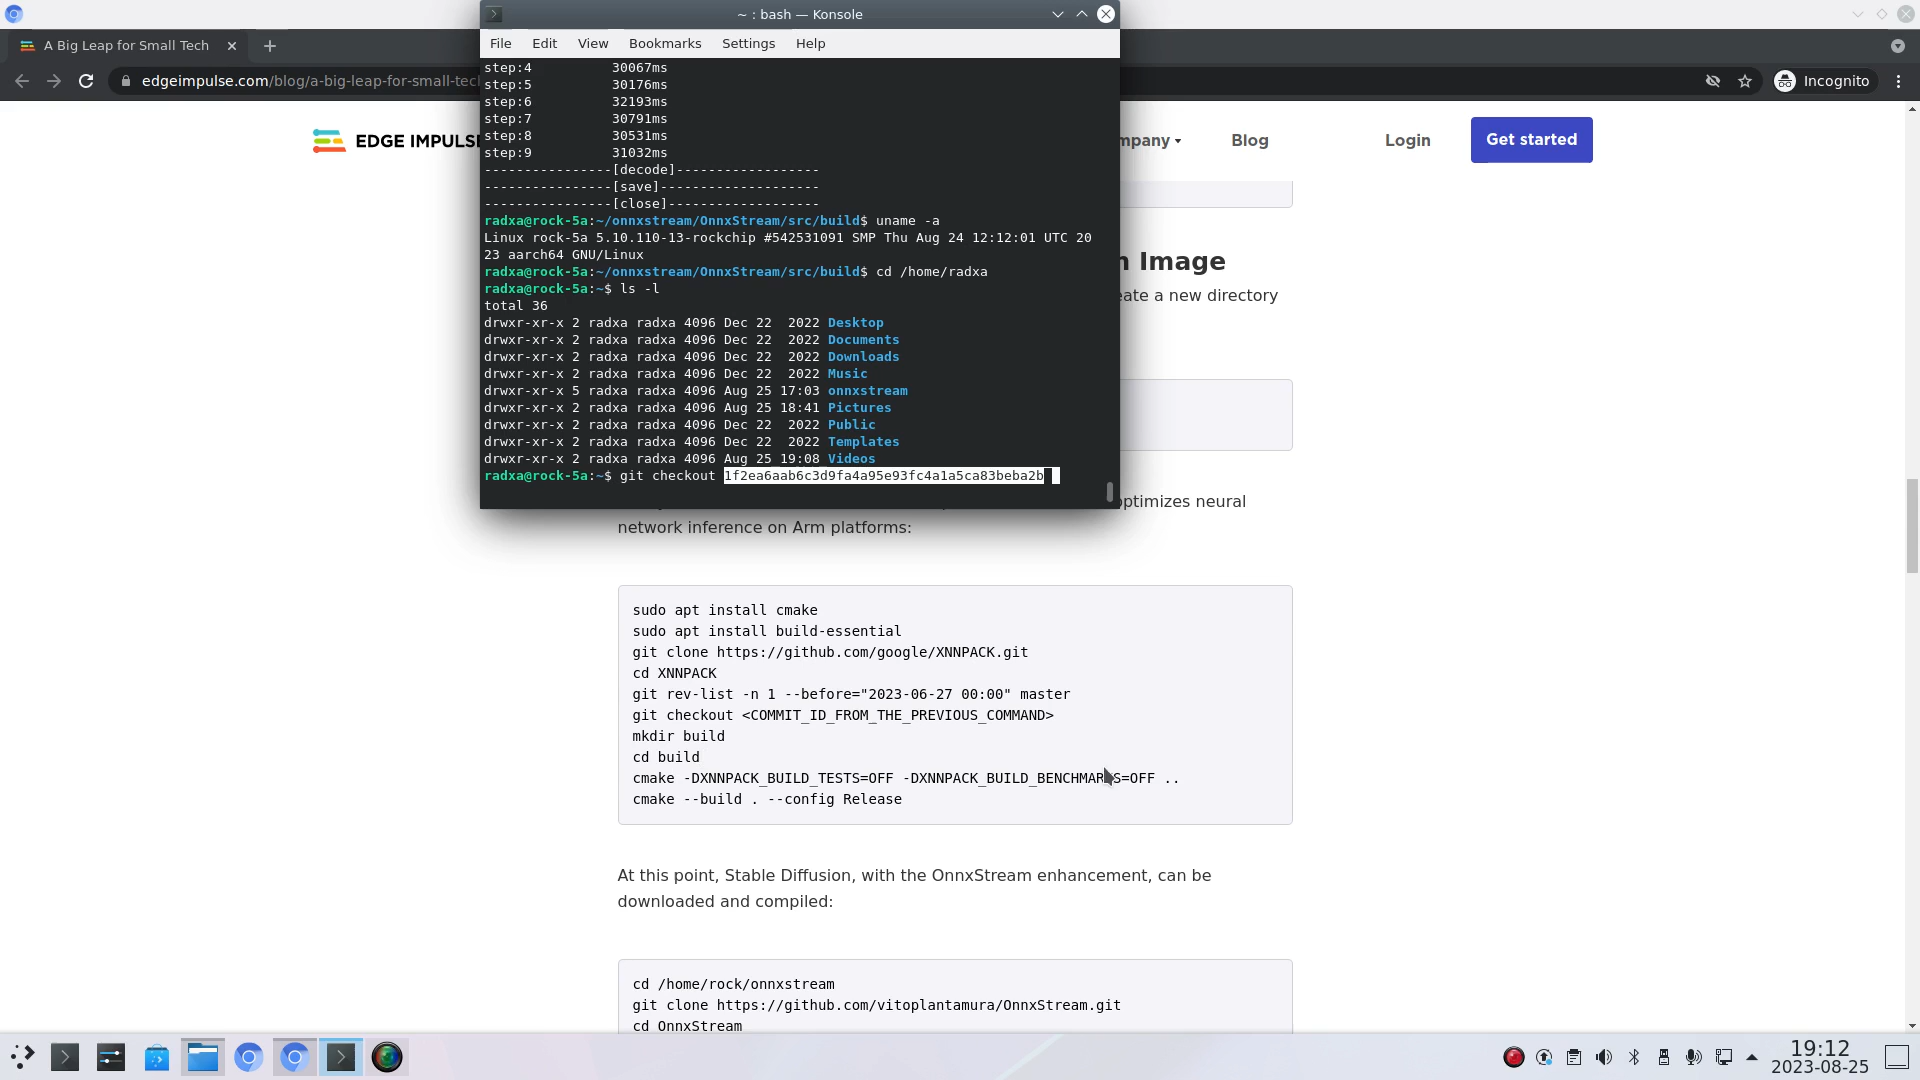 ~ : bash — Konsole
A Big Leap for Small Tech
edgeimpulse.com/blog/a-big-leap-for-small-tec
Incognito
File Edit View Bookmarks Settings Help
step:4 30067ms
step:5 30176ms
step:6 32193ms
step:7 30791ms
step:8 30531ms
step:9 31032ms
----------------[decode]------------------
----------------[save]--------------------
----------------[close]-------------------
radxa@rock-5a:~/onnxstream/OnnxStream/src/build$ uname -a
Linux rock-5a 5.10.110-13-rockchip #542531091 SMP Thu Aug 24 12:12:01 UTC 20
23 aarch64 GNU/Linux
radxa@rock-5a:~/onnxstream/OnnxStream/src/build$ cd /home/radxa
radxa@rock-5a:~$ ls -l
total 36
drwxr-xr-x 2 radxa radxa 4096 Dec 22  2022 Desktop
drwxr-xr-x 2 radxa radxa 4096 Dec 22  2022 Documents
drwxr-xr-x 2 radxa radxa 4096 Dec 22  2022 Downloads
drwxr-xr-x 2 radxa radxa 4096 Dec 22  2022 Music
drwxr-xr-x 5 radxa radxa 4096 Aug 25 17:03 onnxstream
drwxr-xr-x 2 radxa radxa 4096 Aug 25 18:41 Pictures
drwxr-xr-x 2 radxa radxa 4096 Dec 22  2022 Public
drwxr-xr-x 2 radxa radxa 4096 Dec 22  2022 Templates
drwxr-xr-x 2 radxa radxa 4096 Aug 25 19:08 Videos
radxa@rock-5a:~$ git checkout 1f2ea6aab6c3d9fa4a95e93fc4a1a5ca83beba2b
EDGE IMPULSE
mpany Blog Login Get started
n Image
eate a new directory
optimizes neural
network inference on Arm platforms:
sudo apt install cmake
sudo apt install build-essential
git clone https://github.com/google/XNNPACK.git
cd XNNPACK
git rev-list -n 1 --before="2023-06-27 00:00" master
git checkout <COMMIT_ID_FROM_THE_PREVIOUS_COMMAND>
mkdir build
cd build
cmake -DXNNPACK_BUILD_TESTS=OFF -DXNNPACK_BUILD_BENCHMARKS=OFF ..
cmake --build . --config Release
At this point, Stable Diffusion, with the OnnxStream enhancement, can be
downloaded and compiled:
cd /home/rock/onnxstream
git clone https://github.com/vitoplantamura/OnnxStream.git
cd OnnxStream
19:12
2023-08-25